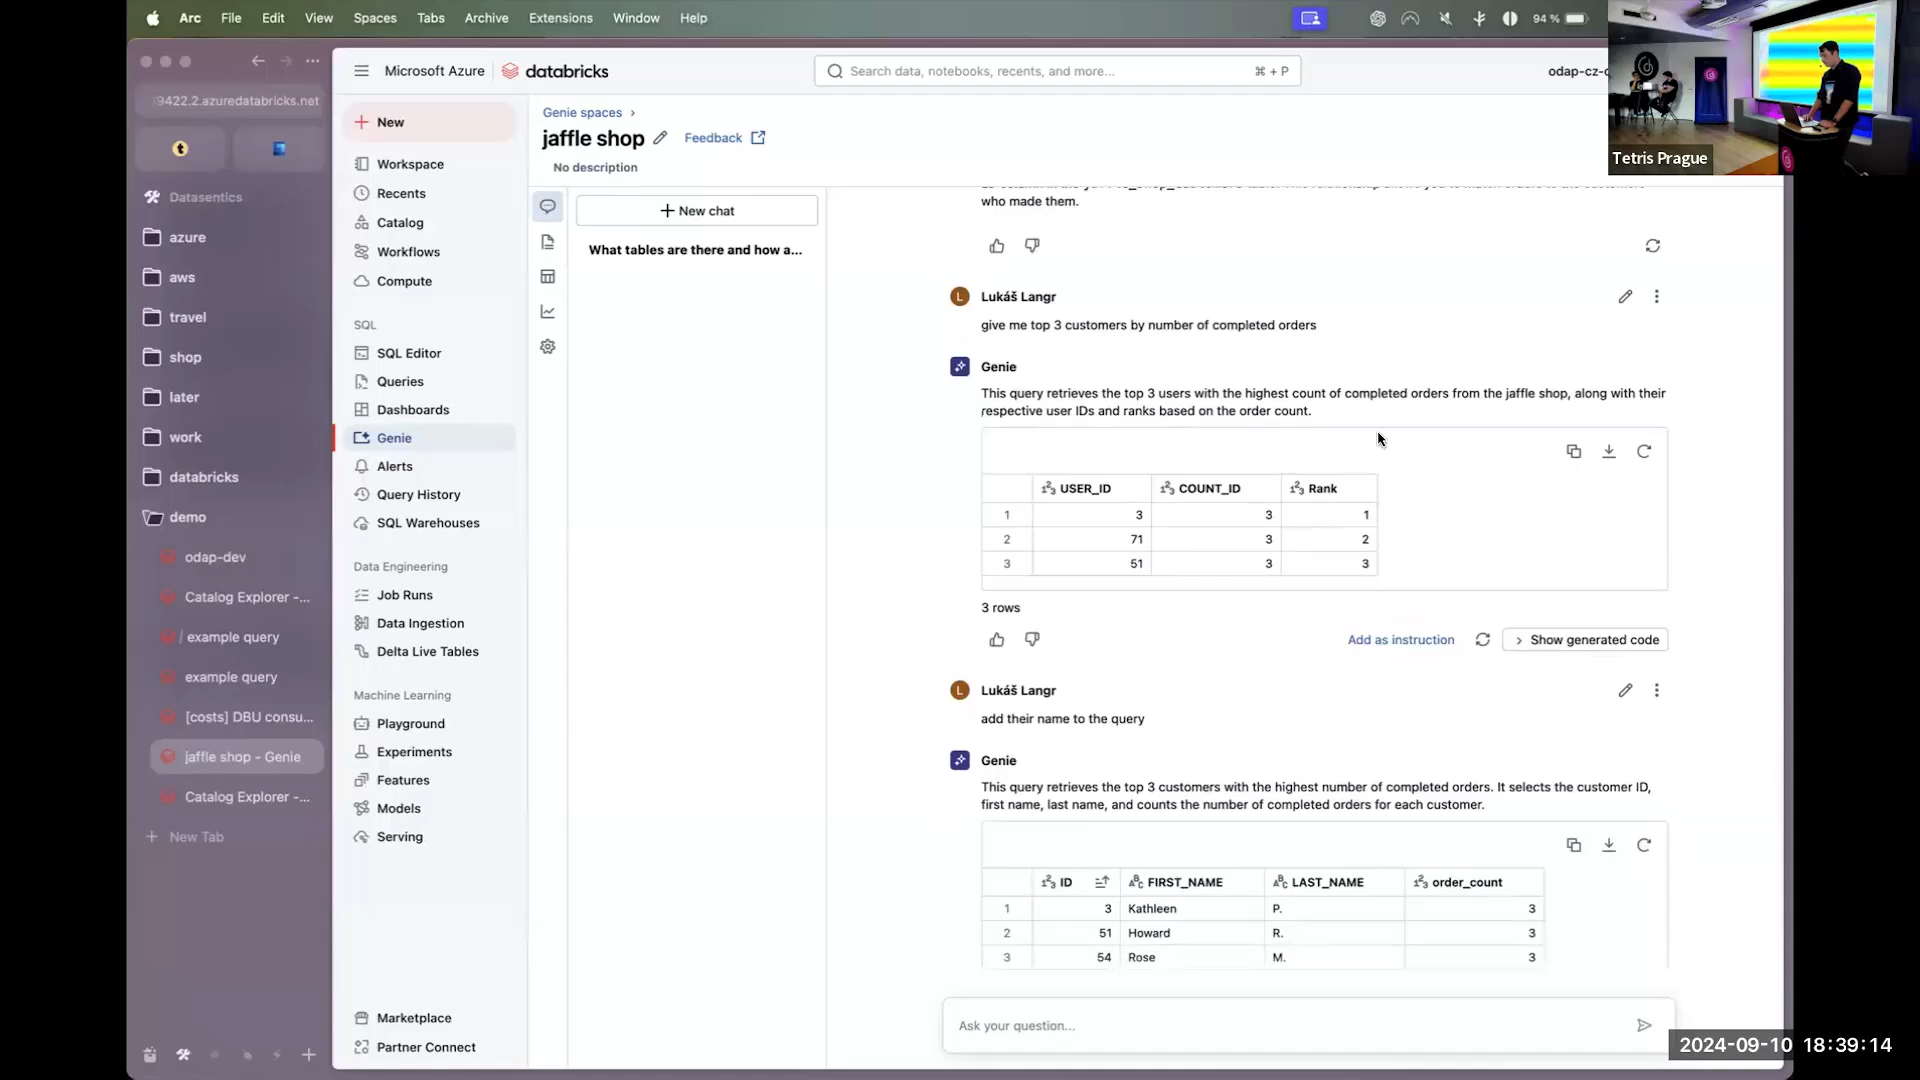 Arc File Edit View Spaces Tabs Archive Extensions Window Help
94 %
9422.2.azuredatabricks.net
Datasentics
azure
aws
travel
shop
later
work
databricks
demo
odap-dev
Catalog Explorer -...
/ example query
example query
[costs] DBU consu...
jaffle shop - Genie
Catalog Explorer -...
New Tab
Microsoft Azure databricks
Search data, notebooks, recents, and more... ⌘ + P
New
Workspace
Recents
Catalog
Workflows
Compute
SQL
SQL Editor
Queries
Dashboards
Genie
Alerts
Query History
SQL Warehouses
Data Engineering
Job Runs
Data Ingestion
Delta Live Tables
Machine Learning
Playground
Experiments
Features
Models
Serving
Marketplace
Partner Connect
Genie spaces ›
jaffle shop Feedback
No description
+ New chat
What tables are there and how a...
who made them.
L Lukáš Langr
give me top 3 customers by number of completed orders
Genie
This query retrieves the top 3 users with the highest count of completed orders from the jaffle shop, along with their
respective user IDs and ranks based on the order count.
USER_ID COUNT_ID Rank
1 3 3 1
2 71 3 2
3 51 3 3
3 rows
Add as instruction Show generated code
L Lukáš Langr
add their name to the query
Genie
This query retrieves the top 3 customers with the highest number of completed orders. It selects the customer ID,
first name, last name, and counts the number of completed orders for each customer.
ID FIRST_NAME LAST_NAME order_count
1 3 Kathleen P. 3
2 51 Howard R. 3
3 54 Rose M. 3
Ask your question...
Tetris Prague
2024-09-10 18:39:14